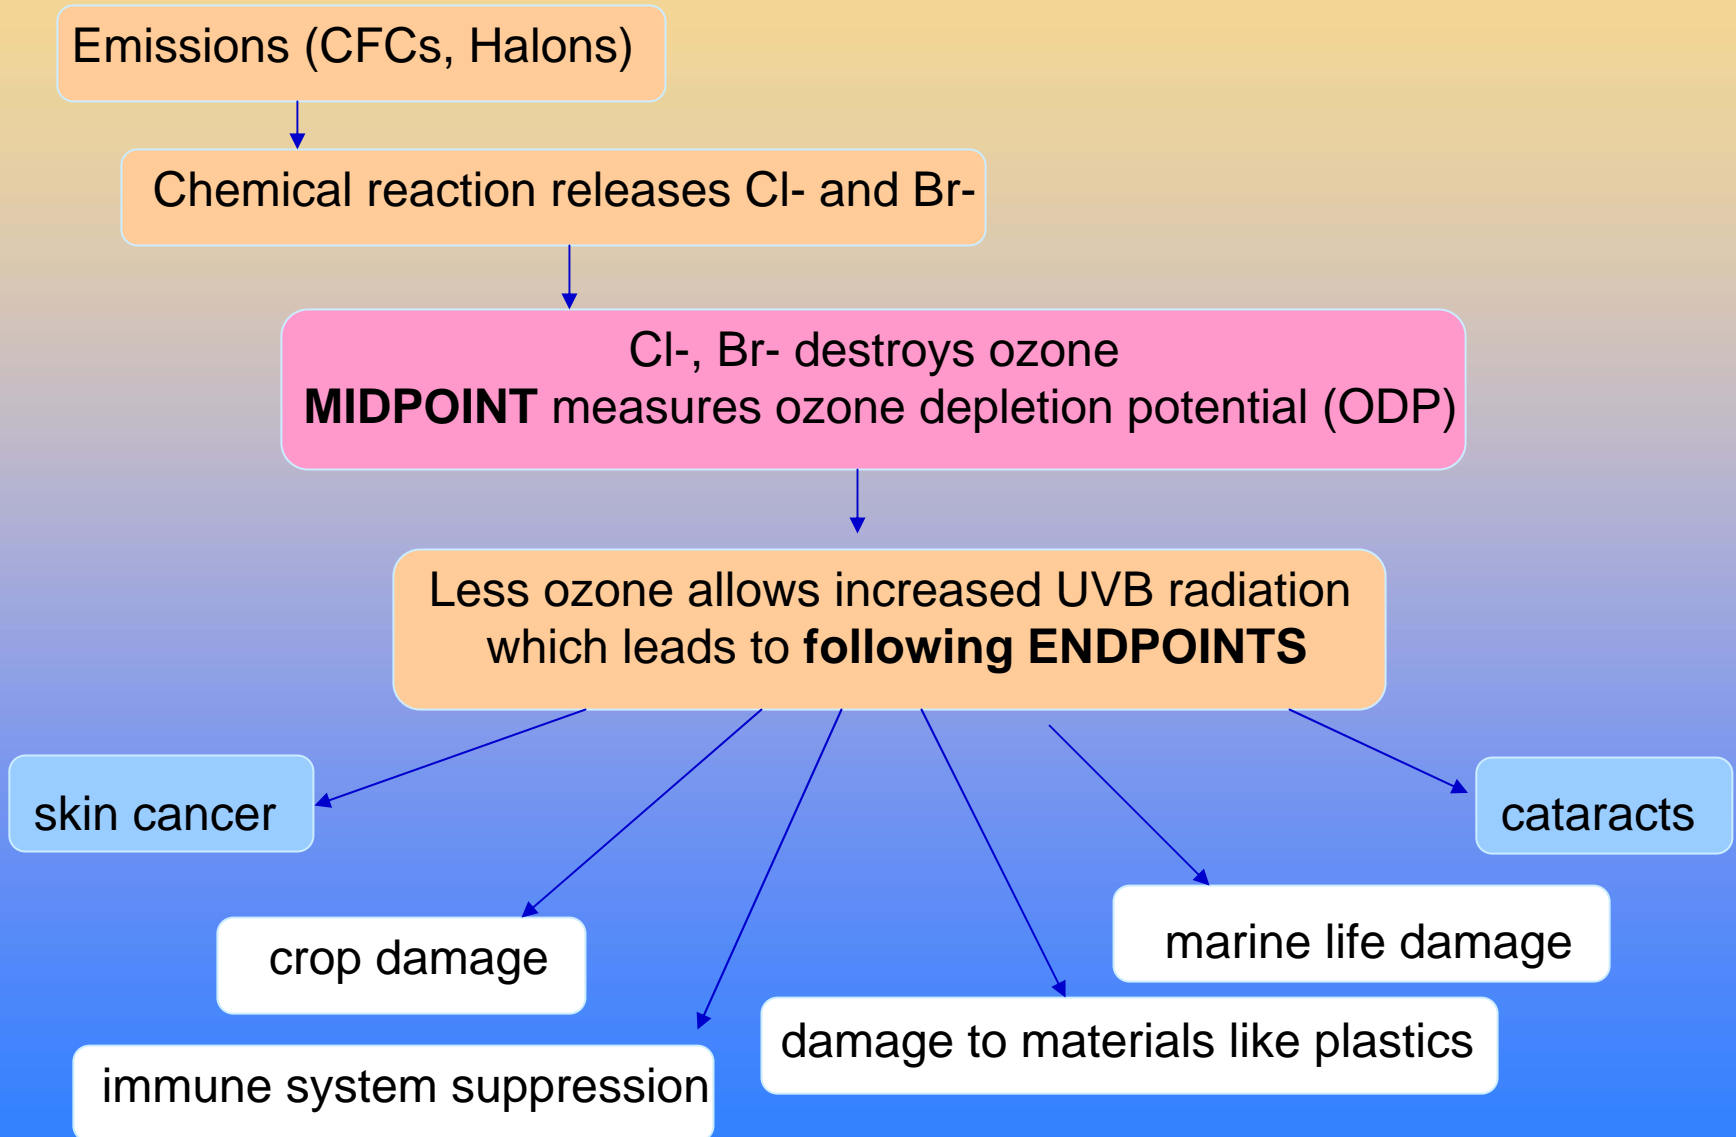 Emissions (CFCs, Halons)
Chemical reaction releases Cl- and Br-
Cl-, Br- destroys ozone
MIDPOINT measures ozone depletion potential (ODP)
Less ozone allows increased UVB radiation
which leads to following ENDPOINTS
skin cancer
cataracts
crop damage
marine life damage
immune system suppression
damage to materials like plastics